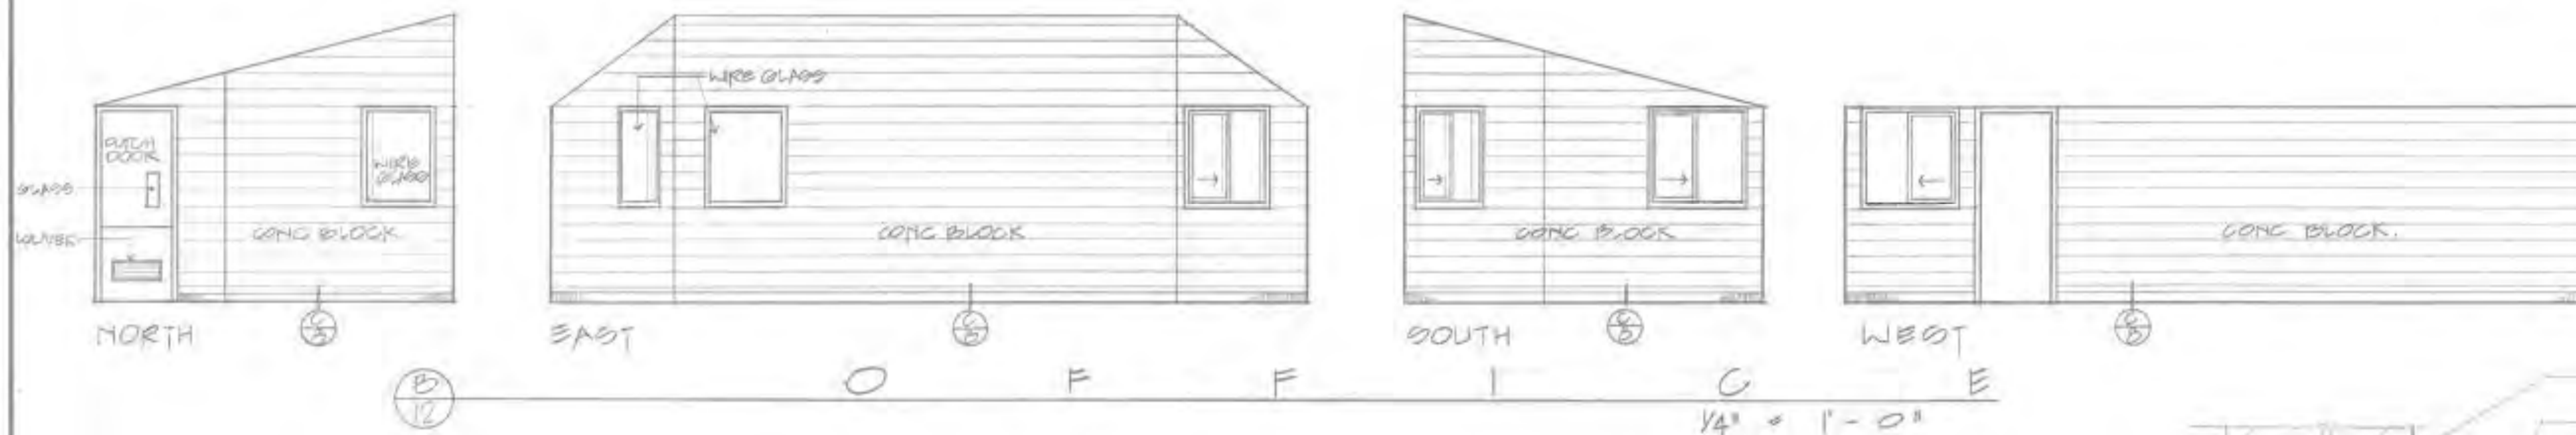 WIRE GLASS
DUTCH
DOOR
WIRE
GLASS
GLASS
LOUVER
CONC BLOCK
CONC BLOCK
CONC BLOCK
CONC BLOCK.
NORTH
EAST
SOUTH
WEST
B
12
OFFICE
1/4" = 1'-0"